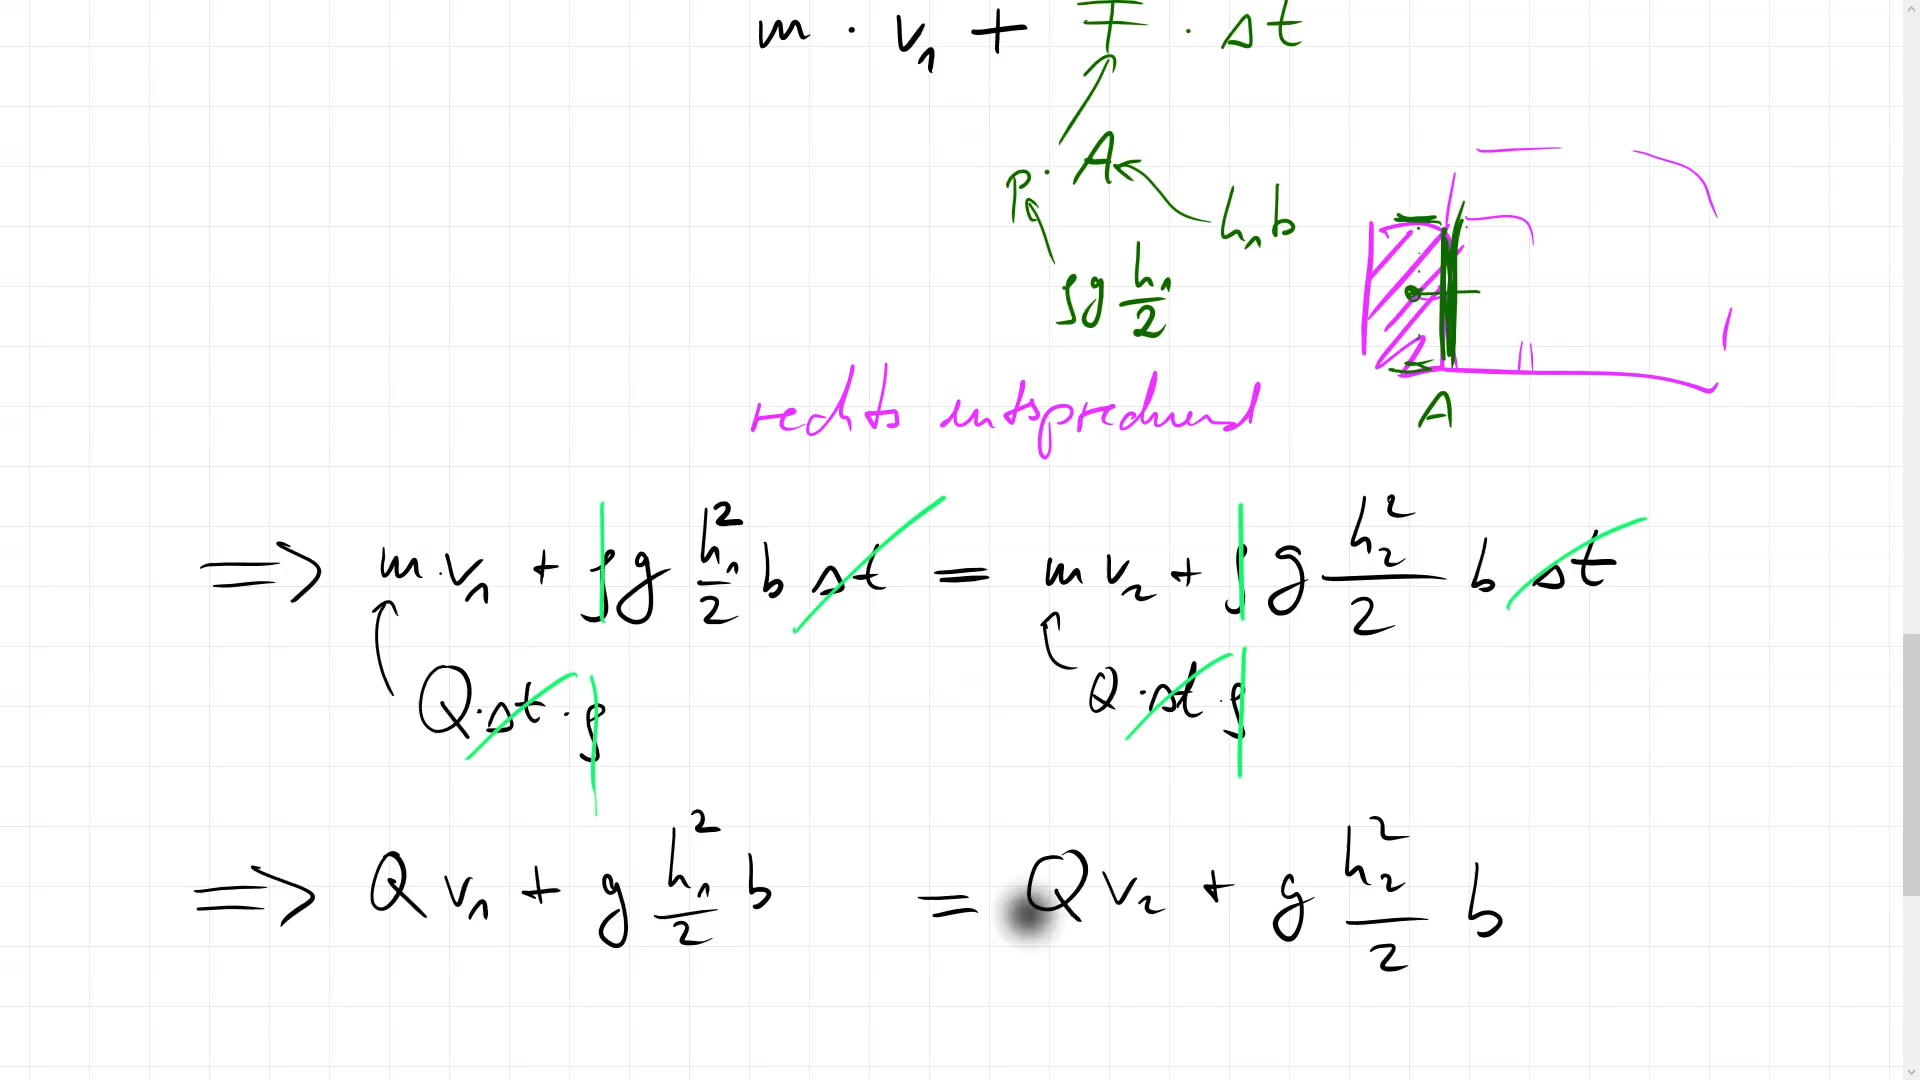 m · v₁ + F · Δt
p · A
h₁b
ρg h₁/2
rechts entsprechend
A
⟹ m · v₁ + ρg h₁²/2 b Δt = m v₂ + ρ g h₂²/2 b Δt
Q · Δt · ρ Q · Δt · ρ
⟹ Q v₁ + g h₁²/2 b = Q v₂ + g h₂²/2 b